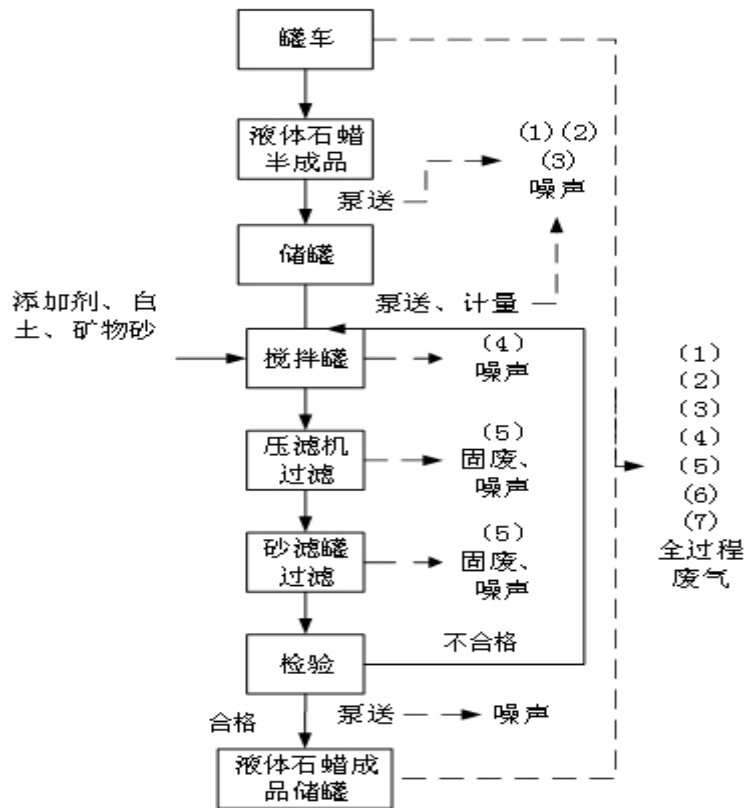 罐车
液体石蜡
半成品
(1)(2)
(3)
噪声
泵送
储罐
添加剂、白
土、矿物砂
泵送、计量
搅拌罐
(4)
噪声
压滤机
过滤
(5)
固废、
噪声
砂滤罐
过滤
(5)
固废、
噪声
(1)
(2)
(3)
(4)
(5)
(6)
(7)
全过程
废气
检验
不合格
合格
泵送
噪声
液体石蜡成
品储罐